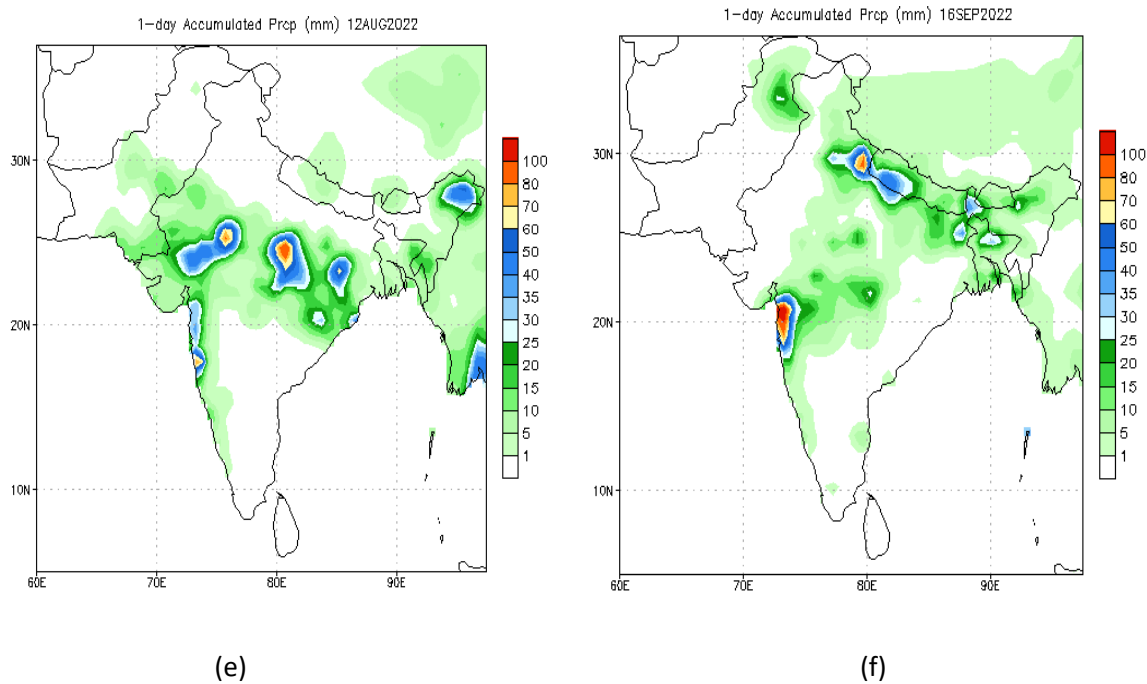 1-day Accumulated Prcp (mm) 12AUG2022
30N
20N
10N
60E
70E
80E
90E
100
80
70
60
50
40
35
30
25
20
15
10
5
1
(e)
1-day Accumulated Prcp (mm) 16SEP2022
30N
20N
10N
60E
70E
80E
90E
100
80
70
60
50
40
35
30
25
20
15
10
5
1
(f)